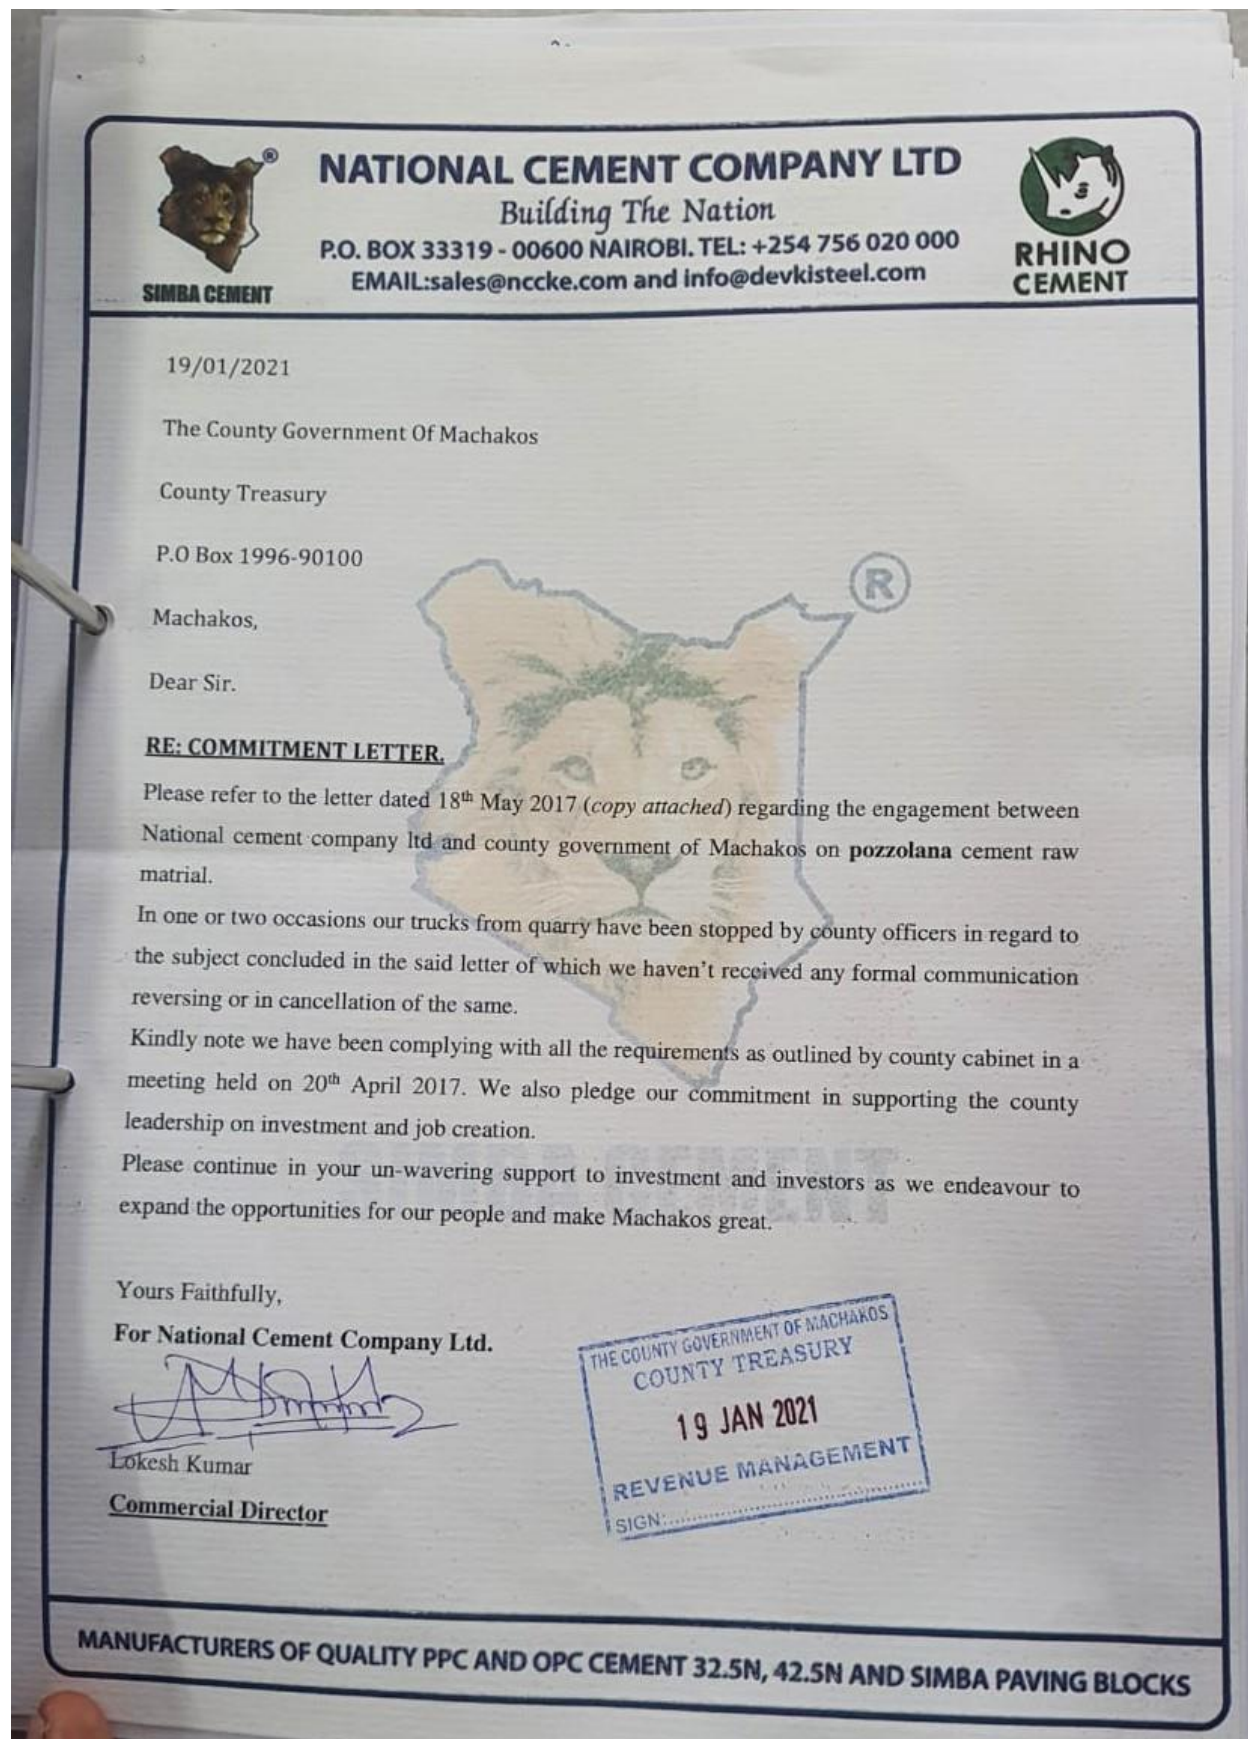 NATIONAL CEMENT COMPANY LTD
Building The Nation
P.O. BOX 33319 - 00600 NAIROBI. TEL: +254 756 020 000
EMAIL:sales@nccke.com and info@devkisteel.com
®
SIMBA CEMENT
RHINO
CEMENT
19/01/2021
The County Government Of Machakos
County Treasury
P.O Box 1996-90100
Machakos,
Dear Sir.
RE: COMMITMENT LETTER.
Please refer to the letter dated 18th May 2017 (copy attached) regarding the engagement between
National cement company ltd and county government of Machakos on pozzolana cement raw
matrial.
In one or two occasions our trucks from quarry have been stopped by county officers in regard to
the subject concluded in the said letter of which we haven't received any formal communication
reversing or in cancellation of the same.
Kindly note we have been complying with all the requirements as outlined by county cabinet in a
meeting held on 20th April 2017. We also pledge our commitment in supporting the county
leadership on investment and job creation.
Please continue in your un-wavering support to investment and investors as we endeavour to
expand the opportunities for our people and make Machakos great.
Yours Faithfully,
For National Cement Company Ltd.
Lokesh Kumar
Commercial Director
®
THE COUNTY GOVERNMENT OF MACHAKOS
COUNTY TREASURY
19 JAN 2021
REVENUE MANAGEMENT
SIGN:..............................
MANUFACTURERS OF QUALITY PPC AND OPC CEMENT 32.5N, 42.5N AND SIMBA PAVING BLOCKS